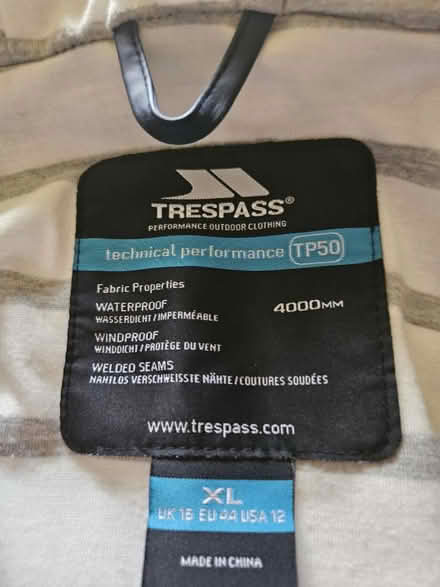 TRESPASS®
PERFORMANCE OUTDOOR CLOTHING
technical performance TP50
Fabric Properties
WATERPROOF 4000MM
WASSERDICHT/IMPERMÉABLE
WINDPROOF
WINDDICHT/PROTÈGE DU VENT
WELDED SEAMS
NAHTLOS VERSCHWEISSTE NÄHTE/COUTURES SOUDÉES
www.trespass.com
XL
UK 16 EU 44 USA 12
MADE IN CHINA